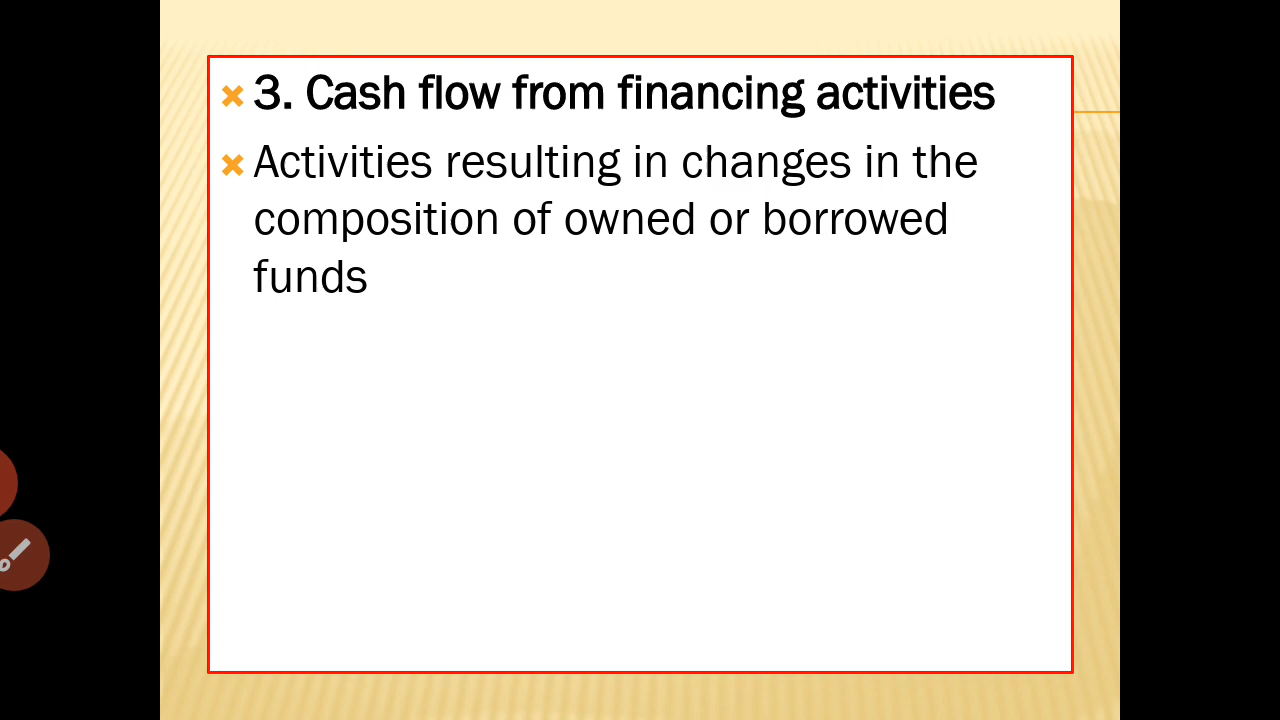 3. Cash flow from financing activities
Activities resulting in changes in the
composition of owned or borrowed
funds